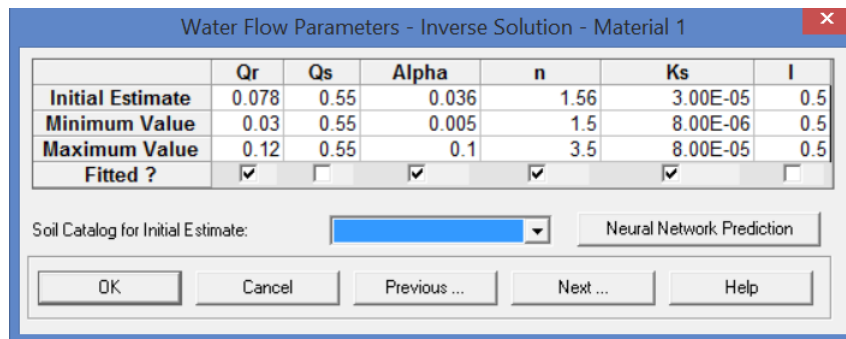 Water Flow Parameters - Inverse Solution - Material 1
Qr Qs Alpha n Ks l
Initial Estimate 0.078 0.55 0.036 1.56 3.00E-05 0.5
Minimum Value 0.03 0.55 0.005 1.5 8.00E-06 0.5
Maximum Value 0.12 0.55 0.1 3.5 8.00E-05 0.5
Fitted ?
Soil Catalog for Initial Estimate: Neural Network Prediction
OK Cancel Previous ... Next ... Help